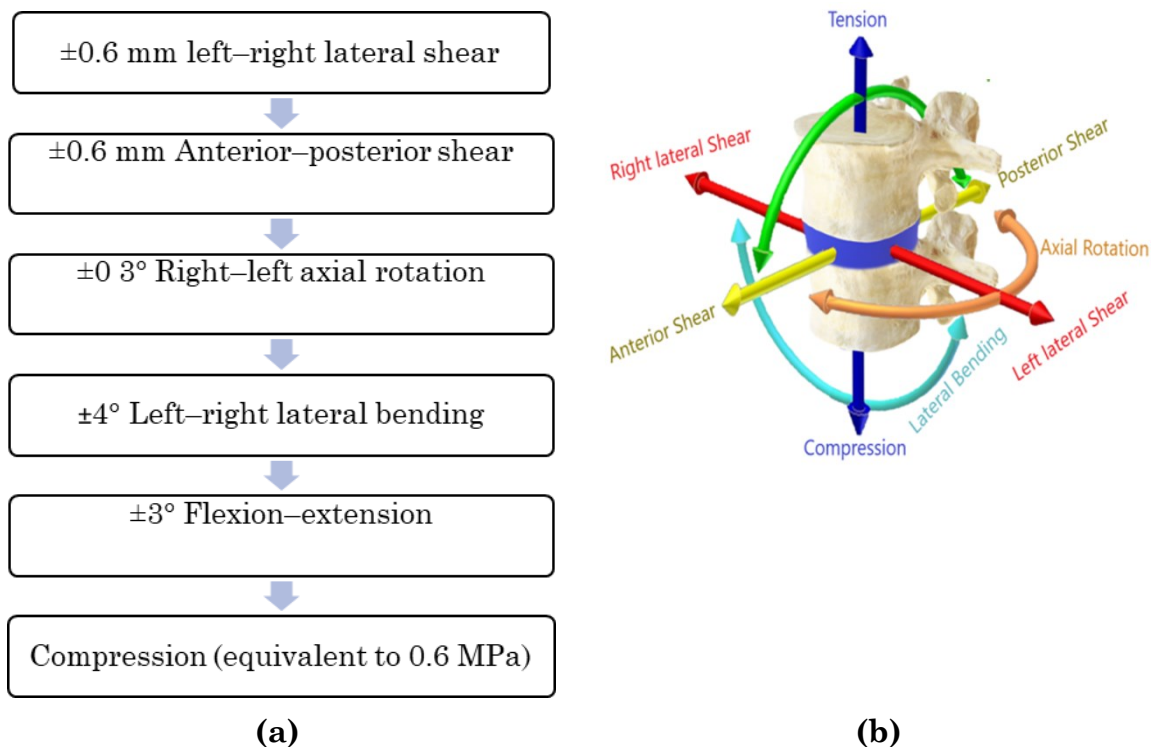 ±0.6 mm left–right lateral shear
±0.6 mm Anterior–posterior shear
±0 3° Right–left axial rotation
±4° Left–right lateral bending
±3° Flexion–extension
Compression (equivalent to 0.6 MPa)
(a)
Tension
Right lateral Shear
Posterior Shear
Axial Rotation
Anterior Shear
Left lateral Shear
Lateral Bending
Compression
(b)